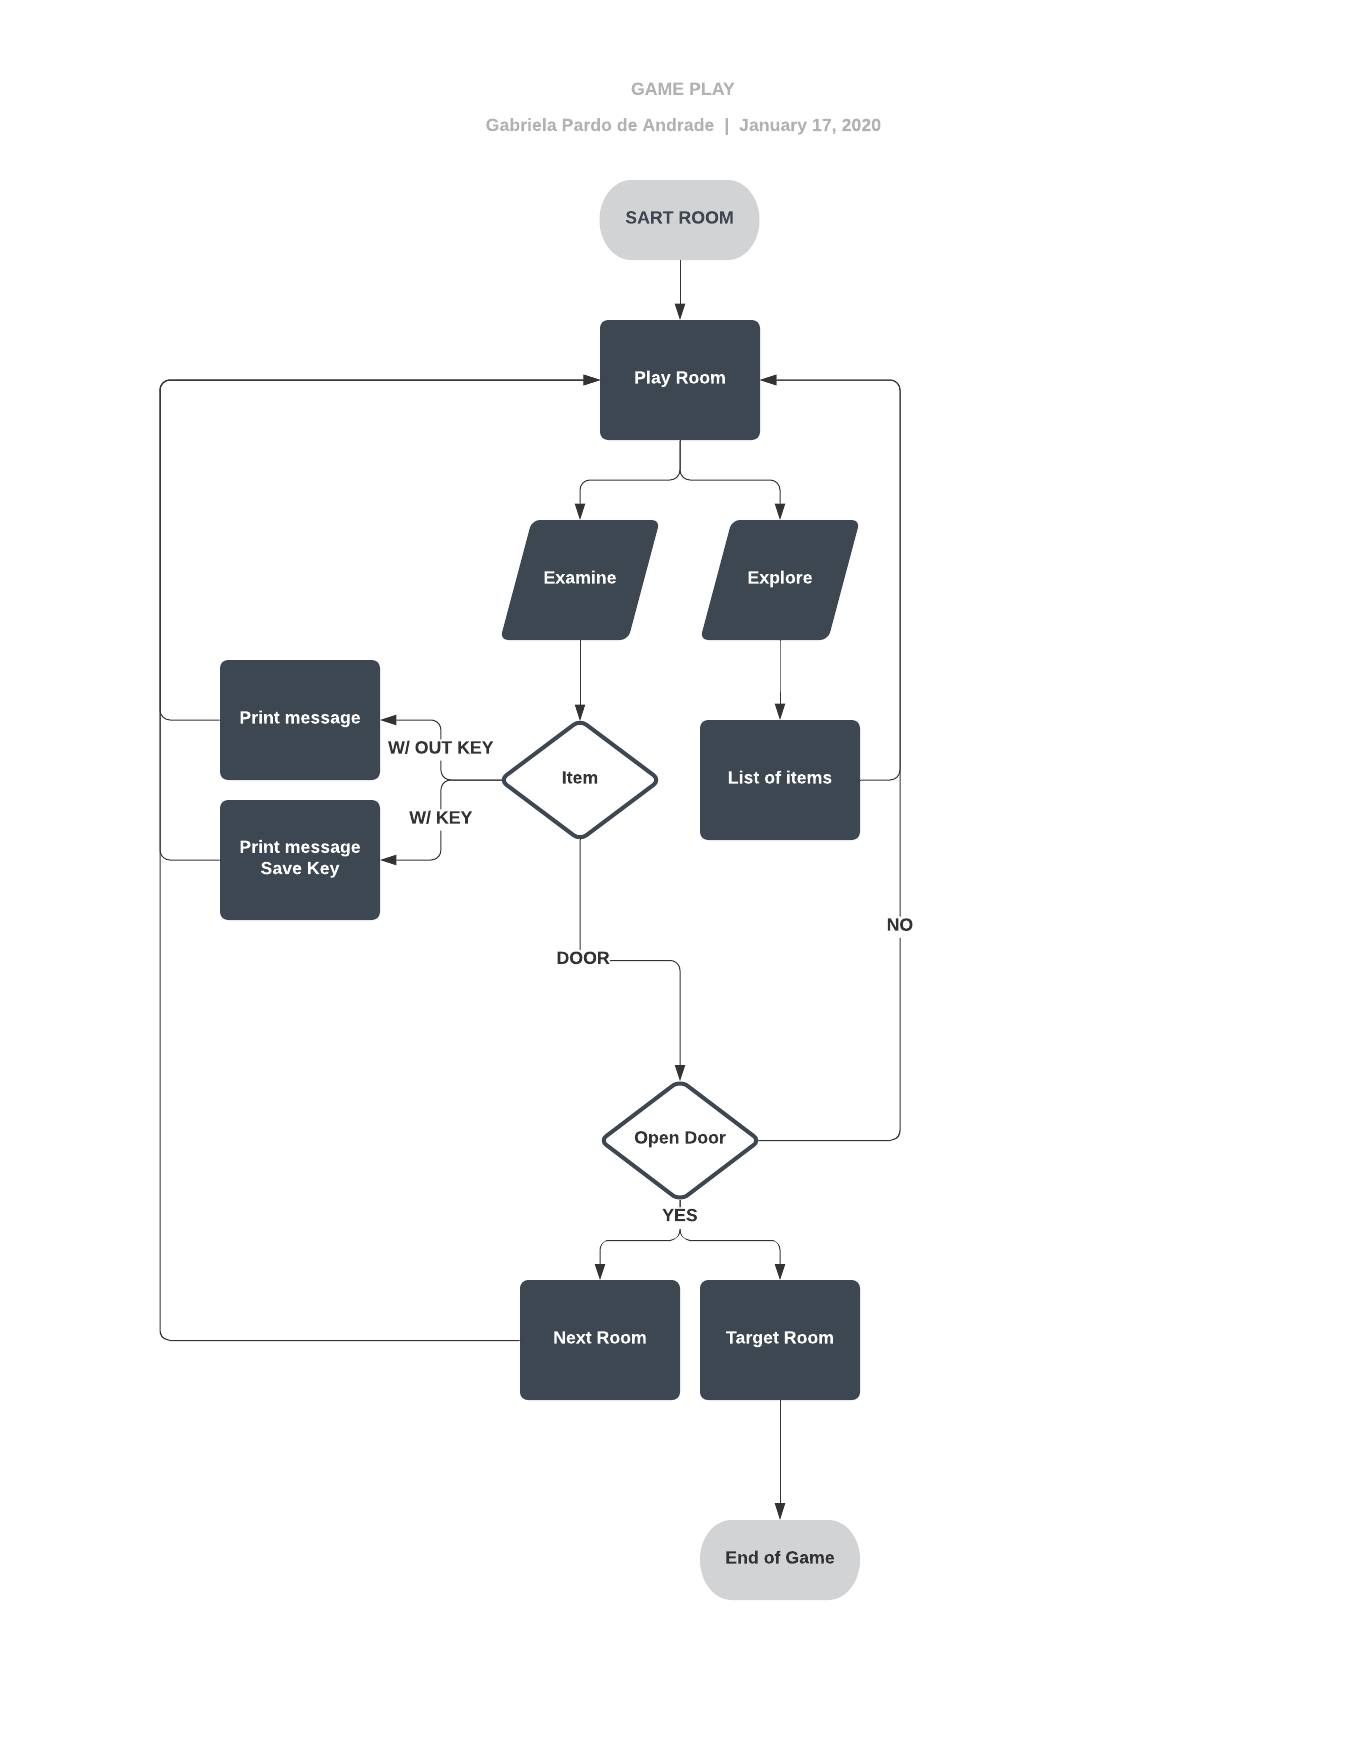 GAME PLAY
Gabriela Pardo de Andrade | January 17, 2020
SART ROOM
Play Room
Examine
Explore
Print message
W/ OUT KEY
Item
List of items
W/ KEY
Print message
Save Key
NO
DOOR
Open Door
YES
Next Room
Target Room
End of Game